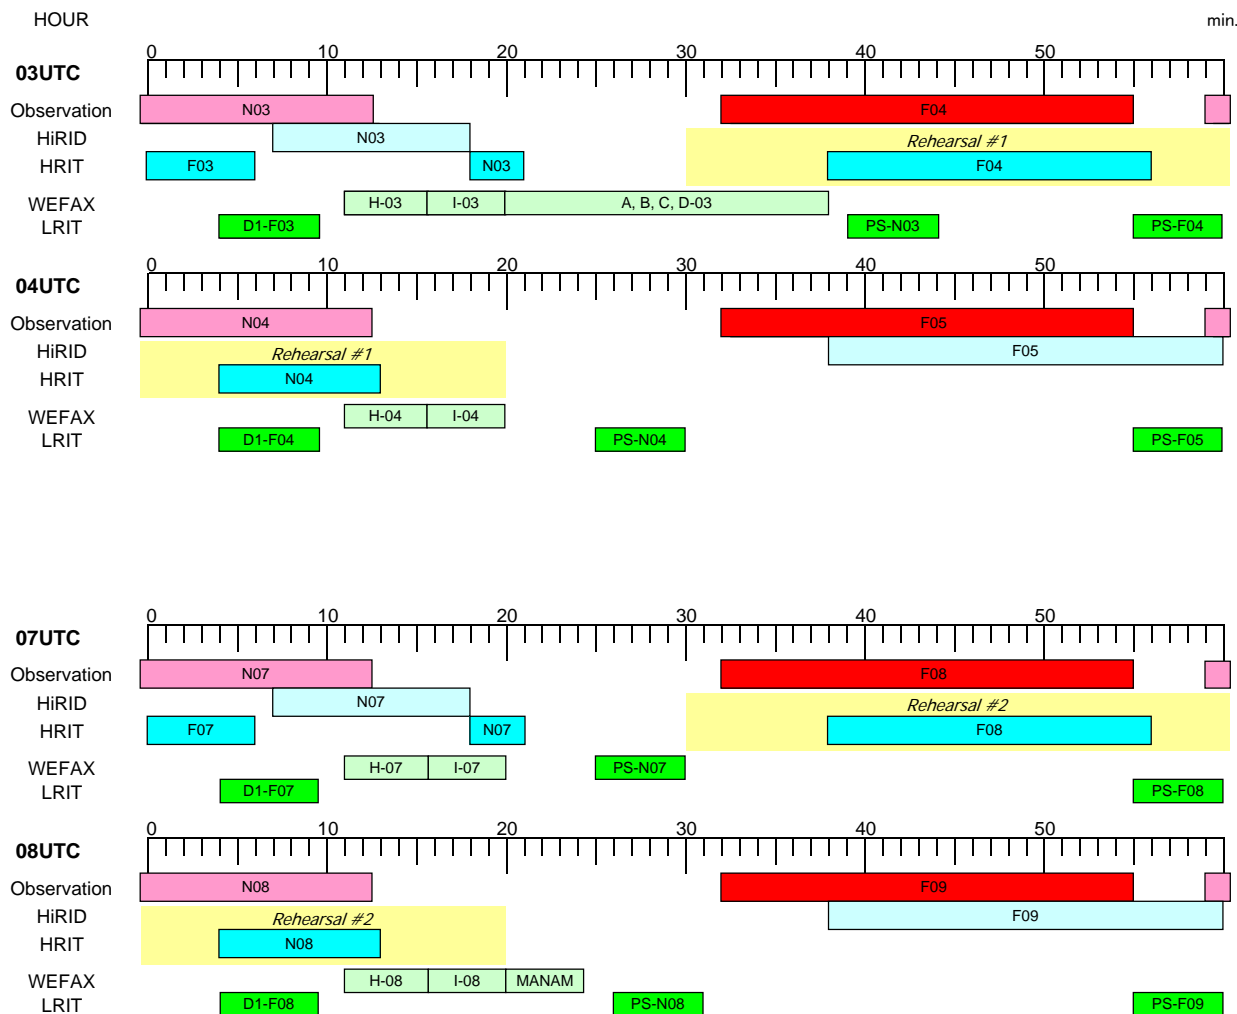 HOUR min.
0 10 20 30 40 50
03UTC
Observation N03 F04
HiRID N03 Rehearsal #1
HRIT F03 N03 F04
WEFAX H-03 I-03 A, B, C, D-03
LRIT D1-F03 PS-N03 PS-F04
0 10 20 30 40 50
04UTC
Observation N04 F05
HiRID Rehearsal #1 F05
HRIT N04
WEFAX H-04 I-04
LRIT D1-F04 PS-N04 PS-F05
0 10 20 30 40 50
07UTC
Observation N07 F08
HiRID N07 Rehearsal #2
HRIT F07 N07 F08
WEFAX H-07 I-07 PS-N07
LRIT D1-F07 PS-F08
0 10 20 30 40 50
08UTC
Observation N08 F09
HiRID Rehearsal #2 F09
HRIT N08
WEFAX H-08 I-08 MANAM
LRIT D1-F08 PS-N08 PS-F09